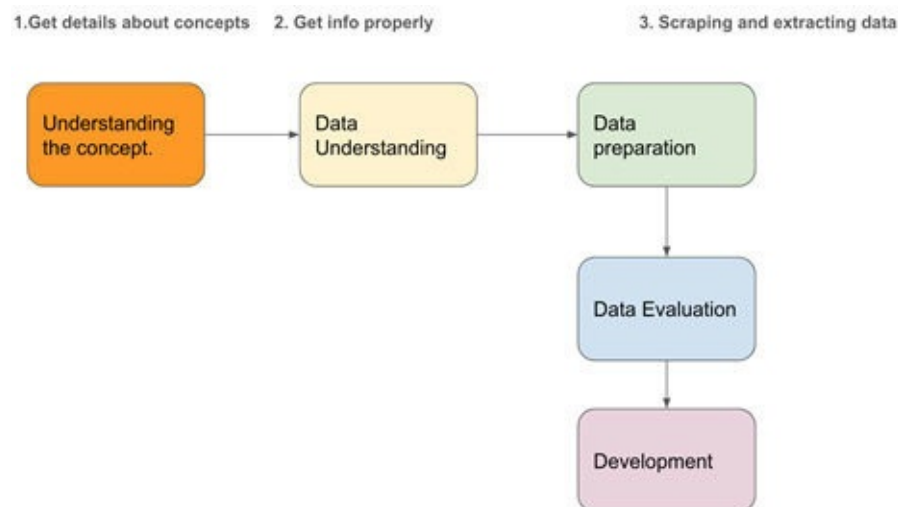 1.Get details about concepts
2. Get info properly
3. Scraping and extracting data
Understanding
the concept.
Data
Understanding
Data
preparation
Data Evaluation
Development